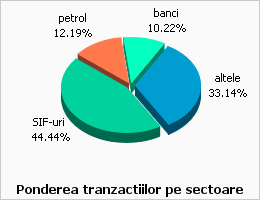 petrol
12.19%
banci
10.22%
altele
33.14%
SIF-uri
44.44%
Ponderea tranzactiilor pe sectoare